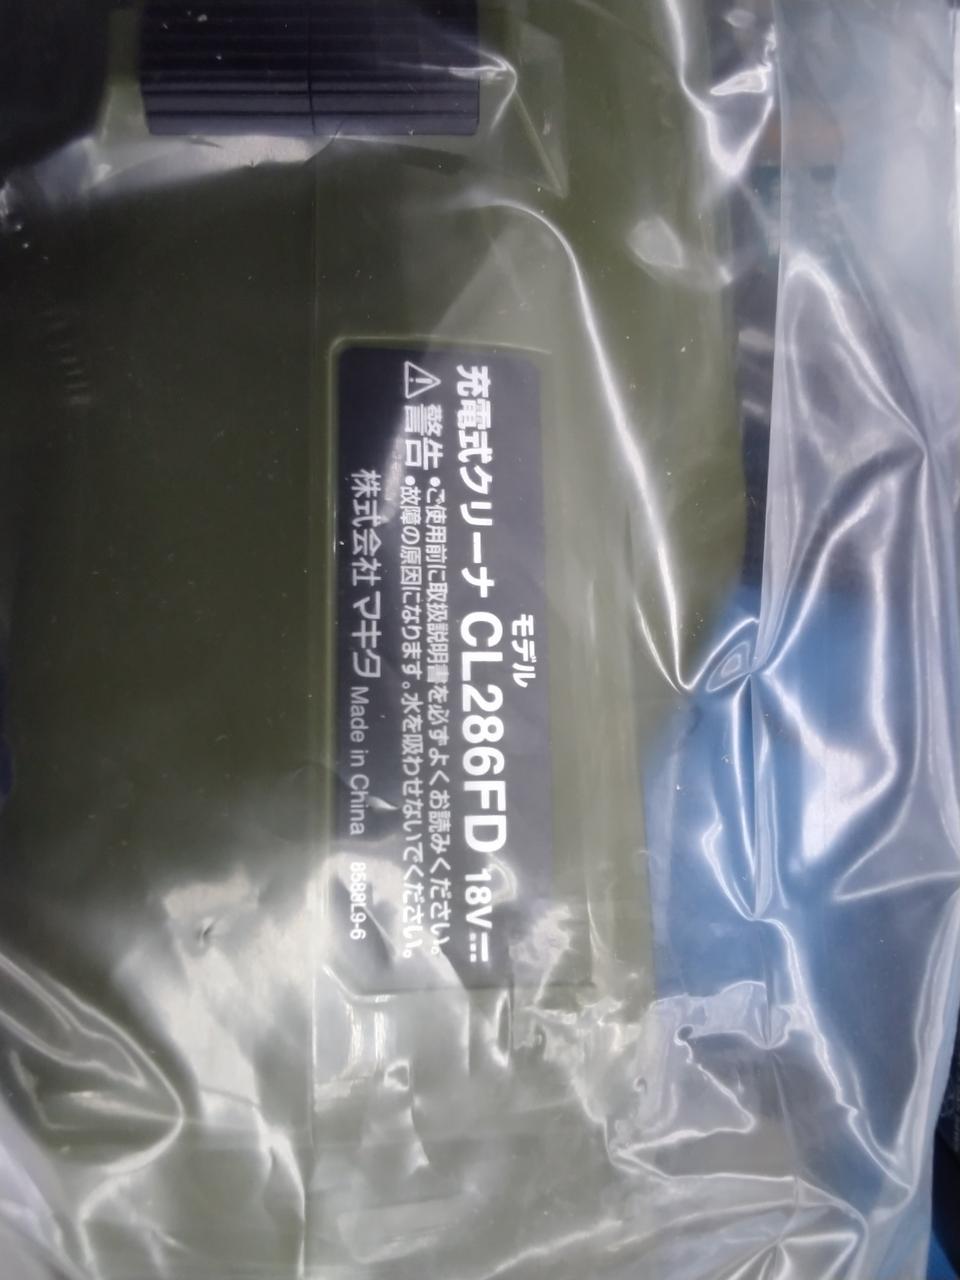 モデル
充電式クリーナ CL286FD 18V⎓
⚠ 警告 •ご使用前に取扱説明書を必ずよくお読みください。
•故障の原因になります。水を吸わせないでください。
株式会社 マキタ Made in China 8588L9-6